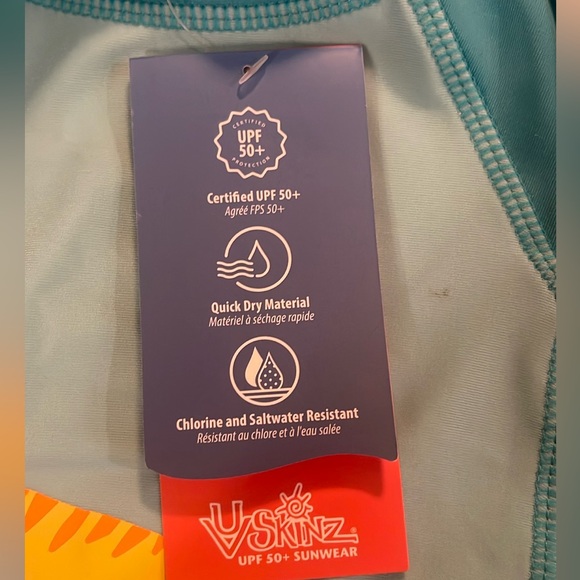 CERTIFIED
UPF
50+
PROTECTION
Certified UPF 50+
Agréé FPS 50+
Quick Dry Material
Matériel à séchage rapide
Chlorine and Saltwater Resistant
Résistant au chlore et à l'eau salée
UV SKINZ
UPF 50+ SUNWEAR